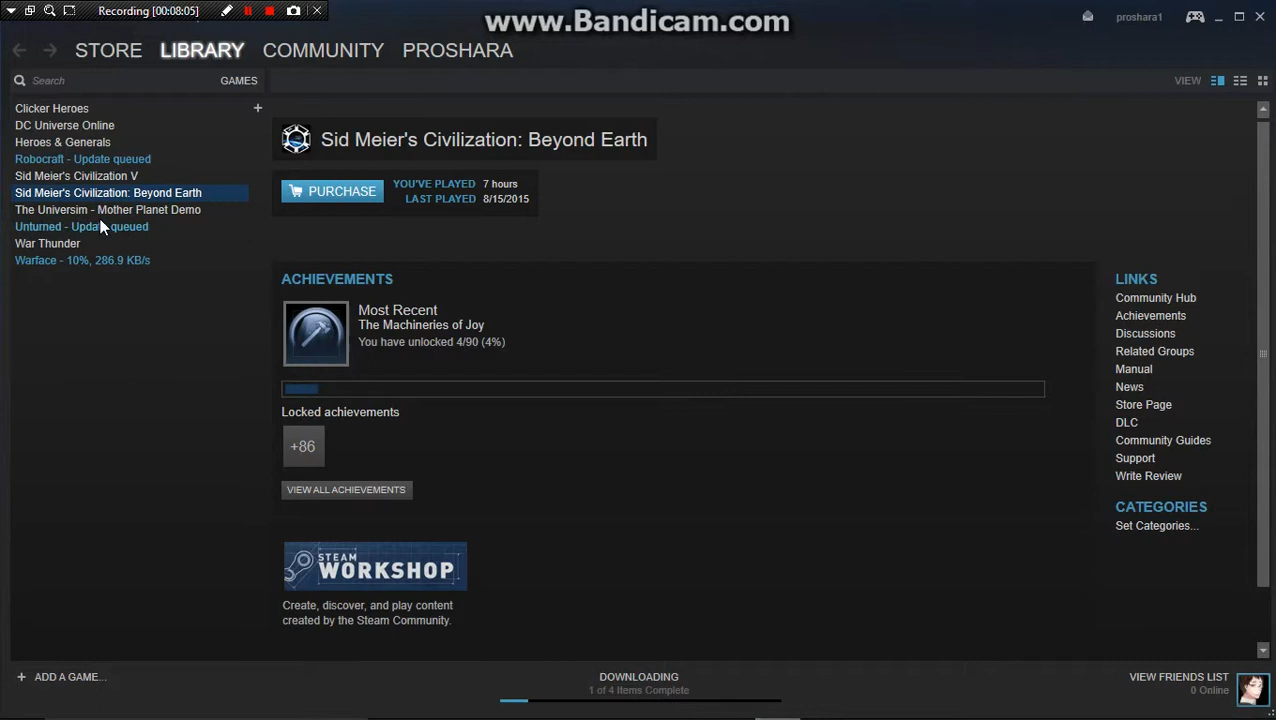 Recording [00:08:05]
www.Bandicam.com
proshara1
STORE LIBRARY COMMUNITY PROSHARA
Search GAMES
VIEW
Clicker Heroes
DC Universe Online
Heroes & Generals
Robocraft - Update queued
Sid Meier's Civilization V
Sid Meier's Civilization: Beyond Earth
The Universim - Mother Planet Demo
Unturned - Update queued
War Thunder
Warface - 10%, 286.9 KB/s
Sid Meier's Civilization: Beyond Earth
PURCHASE
YOU'VE PLAYED 7 hours
LAST PLAYED 8/15/2015
ACHIEVEMENTS
Most Recent
The Machineries of Joy
You have unlocked 4/90 (4%)
Locked achievements
+86
VIEW ALL ACHIEVEMENTS
STEAM
WORKSHOP
Create, discover, and play content
created by the Steam Community.
LINKS
Community Hub
Achievements
Discussions
Related Groups
Manual
News
Store Page
DLC
Community Guides
Support
Write Review
CATEGORIES
Set Categories...
+ ADD A GAME...
DOWNLOADING
1 of 4 Items Complete
VIEW FRIENDS LIST
0 Online